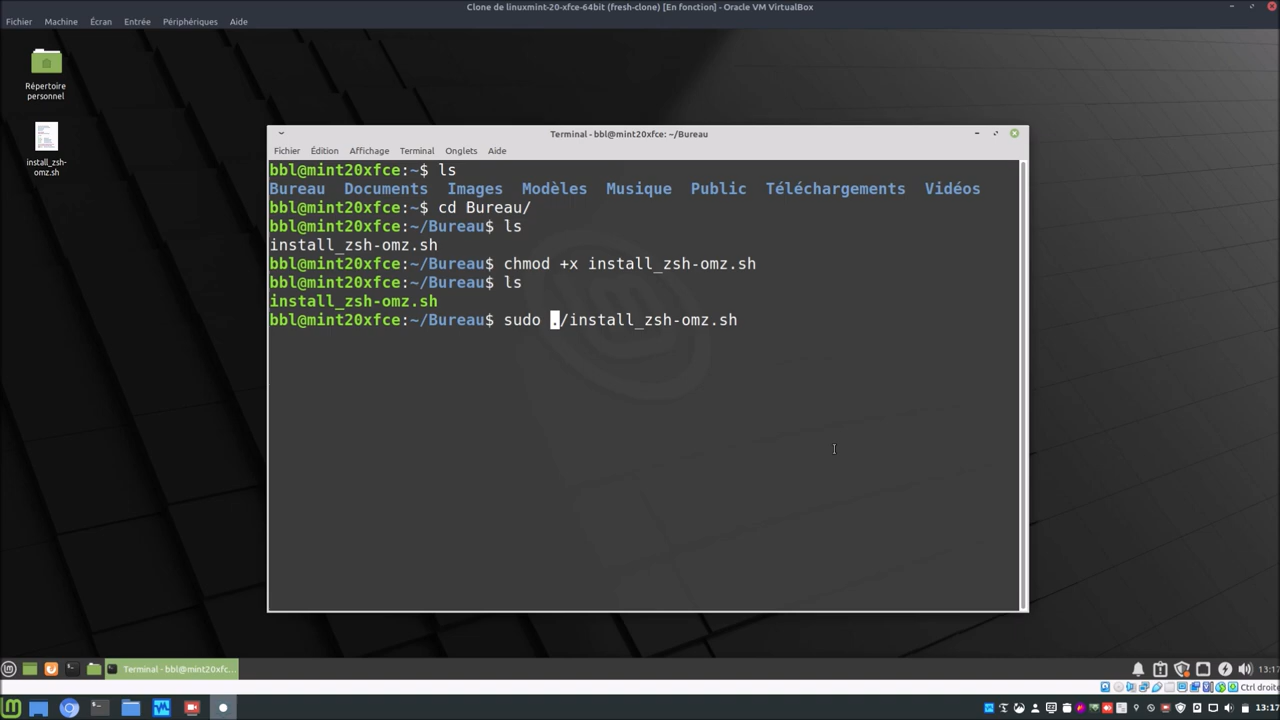 Clone de linuxmint-20-xfce-64bit (fresh-clone) [En fonction] - Oracle VM VirtualBox
Fichier Machine Écran Entrée Périphériques Aide
Répertoire
personnel
install_zsh-
omz.sh
Terminal - bbl@mint20xfce: ~/Bureau
Fichier Édition Affichage Terminal Onglets Aide
bbl@mint20xfce:~$ ls
Bureau Documents Images Modèles Musique Public Téléchargements Vidéos
bbl@mint20xfce:~$ cd Bureau/
bbl@mint20xfce:~/Bureau$ ls
install_zsh-omz.sh
bbl@mint20xfce:~/Bureau$ chmod +x install_zsh-omz.sh
bbl@mint20xfce:~/Bureau$ ls
install_zsh-omz.sh
bbl@mint20xfce:~/Bureau$ sudo ./install_zsh-omz.sh
Terminal - bbl@mint20xfc...
13:17
Ctrl droite
13:17